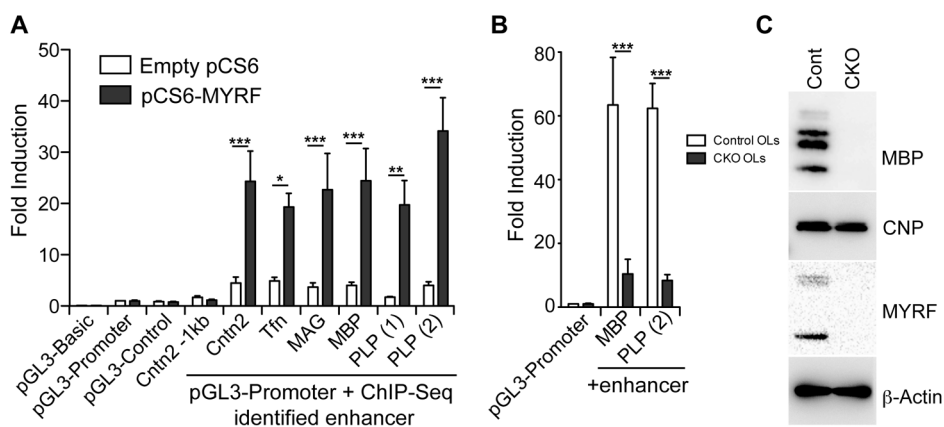 A
50
40
30
20
10
0
Fold Induction
Empty pCS6
pCS6-MYRF
***
*
***
***
**
***
pGL3-Basic
pGL3-Promoter
pGL3-Control
Cntn2 -1kb
Cntn2
Tfn
MAG
MBP
PLP (1)
PLP (2)
pGL3-Promoter + ChIP-Seq
identified enhancer
B
80
60
40
20
0
Fold Induction
***
***
Control OLs
CKO OLs
pGL3-Promoter
MBP
PLP (2)
+enhancer
C
Cont
CKO
MBP
CNP
MYRF
β-Actin